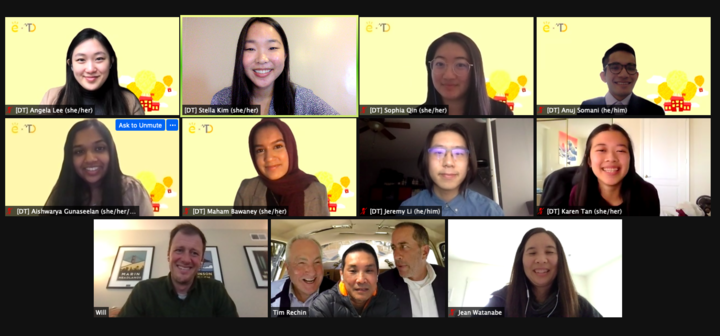 [DT] Angela Lee (she/her)
[DT] Stella Kim (she/her)
[DT] Sophia Qin (she/her)
[DT] Anuj Somani (he/him)
Ask to Unmute
[DT] Aishwarya Gunaseelan (she/her/...
[DT] Maham Bawaney (she/her)
[DT] Jeremy Li (he/him)
[DT] Karen Tan (she/her)
Will
Tim Rechin
Jean Watanabe